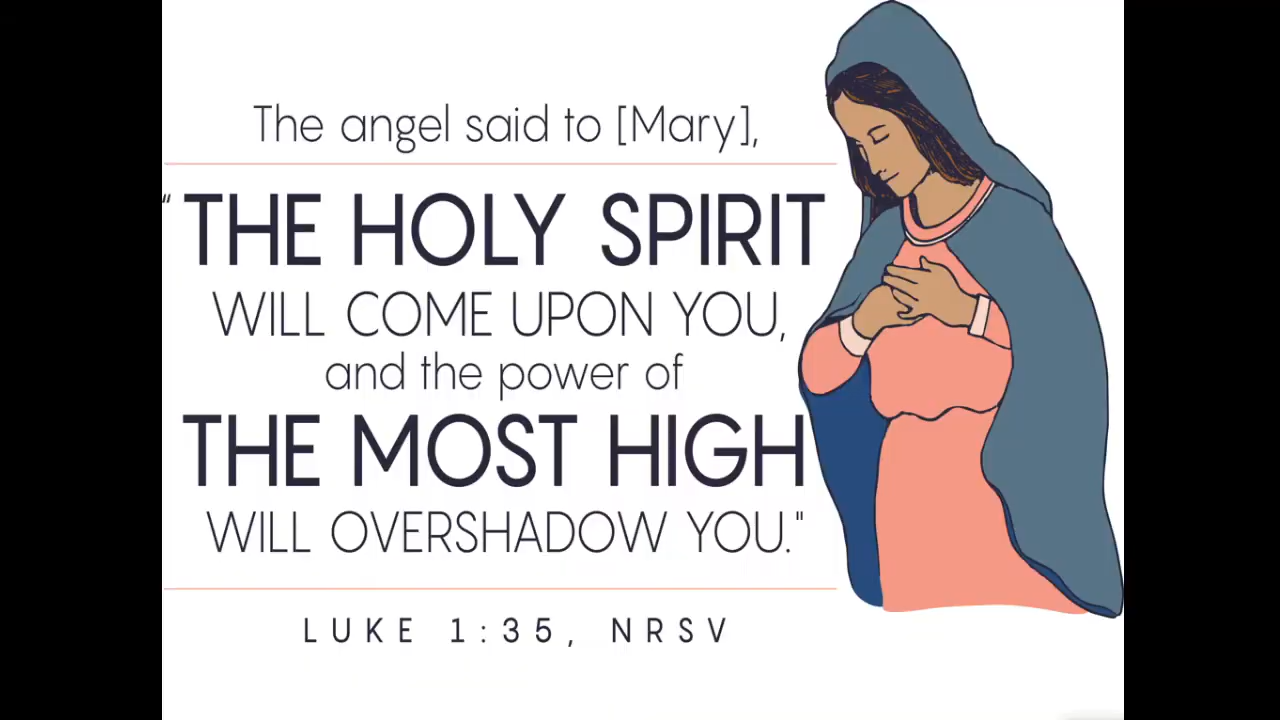 The angel said to [Mary],
"THE HOLY SPIRIT
WILL COME UPON YOU,
and the power of
THE MOST HIGH
WILL OVERSHADOW YOU."
LUKE 1:35, NRSV